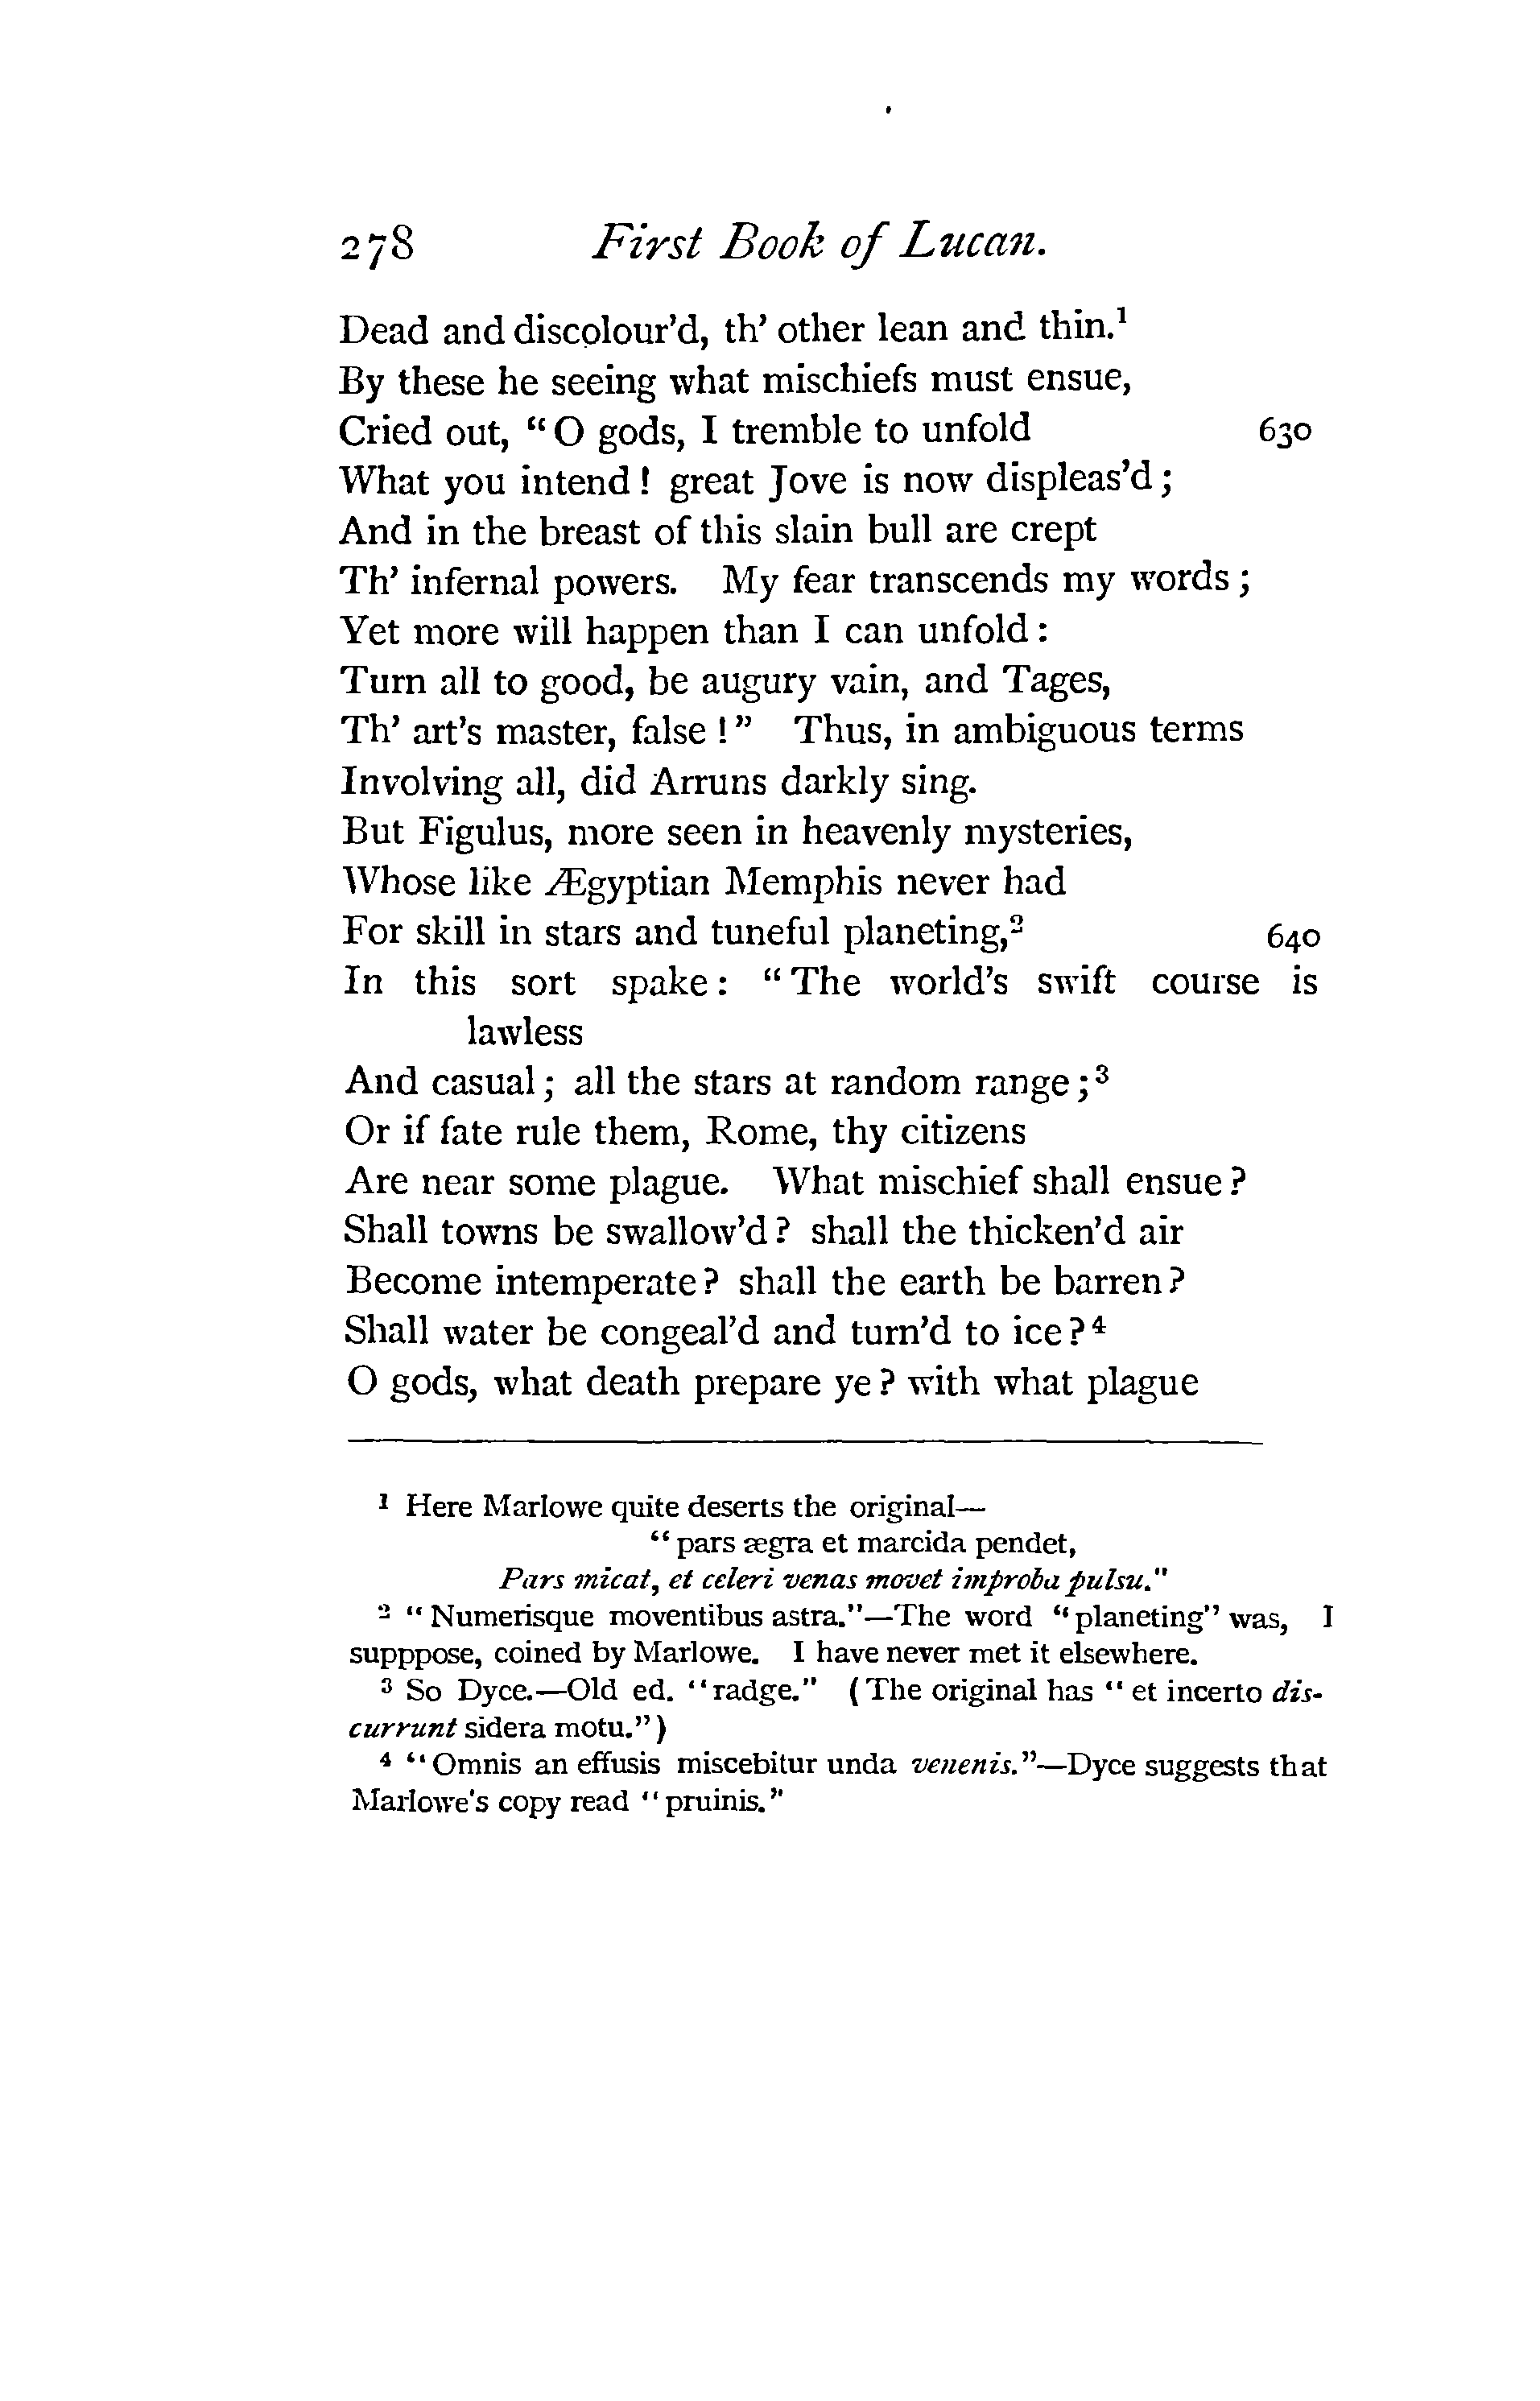 278 First Book of Lucan.
Dead and discolour'd, th' other lean and thin.¹
By these he seeing what mischiefs must ensue,
Cried out, "O gods, I tremble to unfold 630
What you intend! great Jove is now displeas'd;
And in the breast of this slain bull are crept
Th' infernal powers. My fear transcends my words;
Yet more will happen than I can unfold:
Turn all to good, be augury vain, and Tages,
Th' art's master, false!" Thus, in ambiguous terms
Involving all, did Arruns darkly sing.
But Figulus, more seen in heavenly mysteries,
Whose like Ægyptian Memphis never had
For skill in stars and tuneful planeting,² 640
In this sort spake: "The world's swift course is
lawless
And casual; all the stars at random range;³
Or if fate rule them, Rome, thy citizens
Are near some plague. What mischief shall ensue?
Shall towns be swallow'd? shall the thicken'd air
Become intemperate? shall the earth be barren?
Shall water be congeal'd and turn'd to ice?⁴
O gods, what death prepare ye? with what plague
¹ Here Marlowe quite deserts the original—
"pars ægra et marcida pendet,
Pars micat, et celeri venas movet improba pulsu."
² "Numerisque moventibus astra."—The word "planeting" was, I
supppose, coined by Marlowe. I have never met it elsewhere.
³ So Dyce.—Old ed. "radge." (The original has "et incerto dis-
currunt sidera motu.")
⁴ "Omnis an effusis miscebitur unda venenis."—Dyce suggests that
Marlowe's copy read "pruinis."